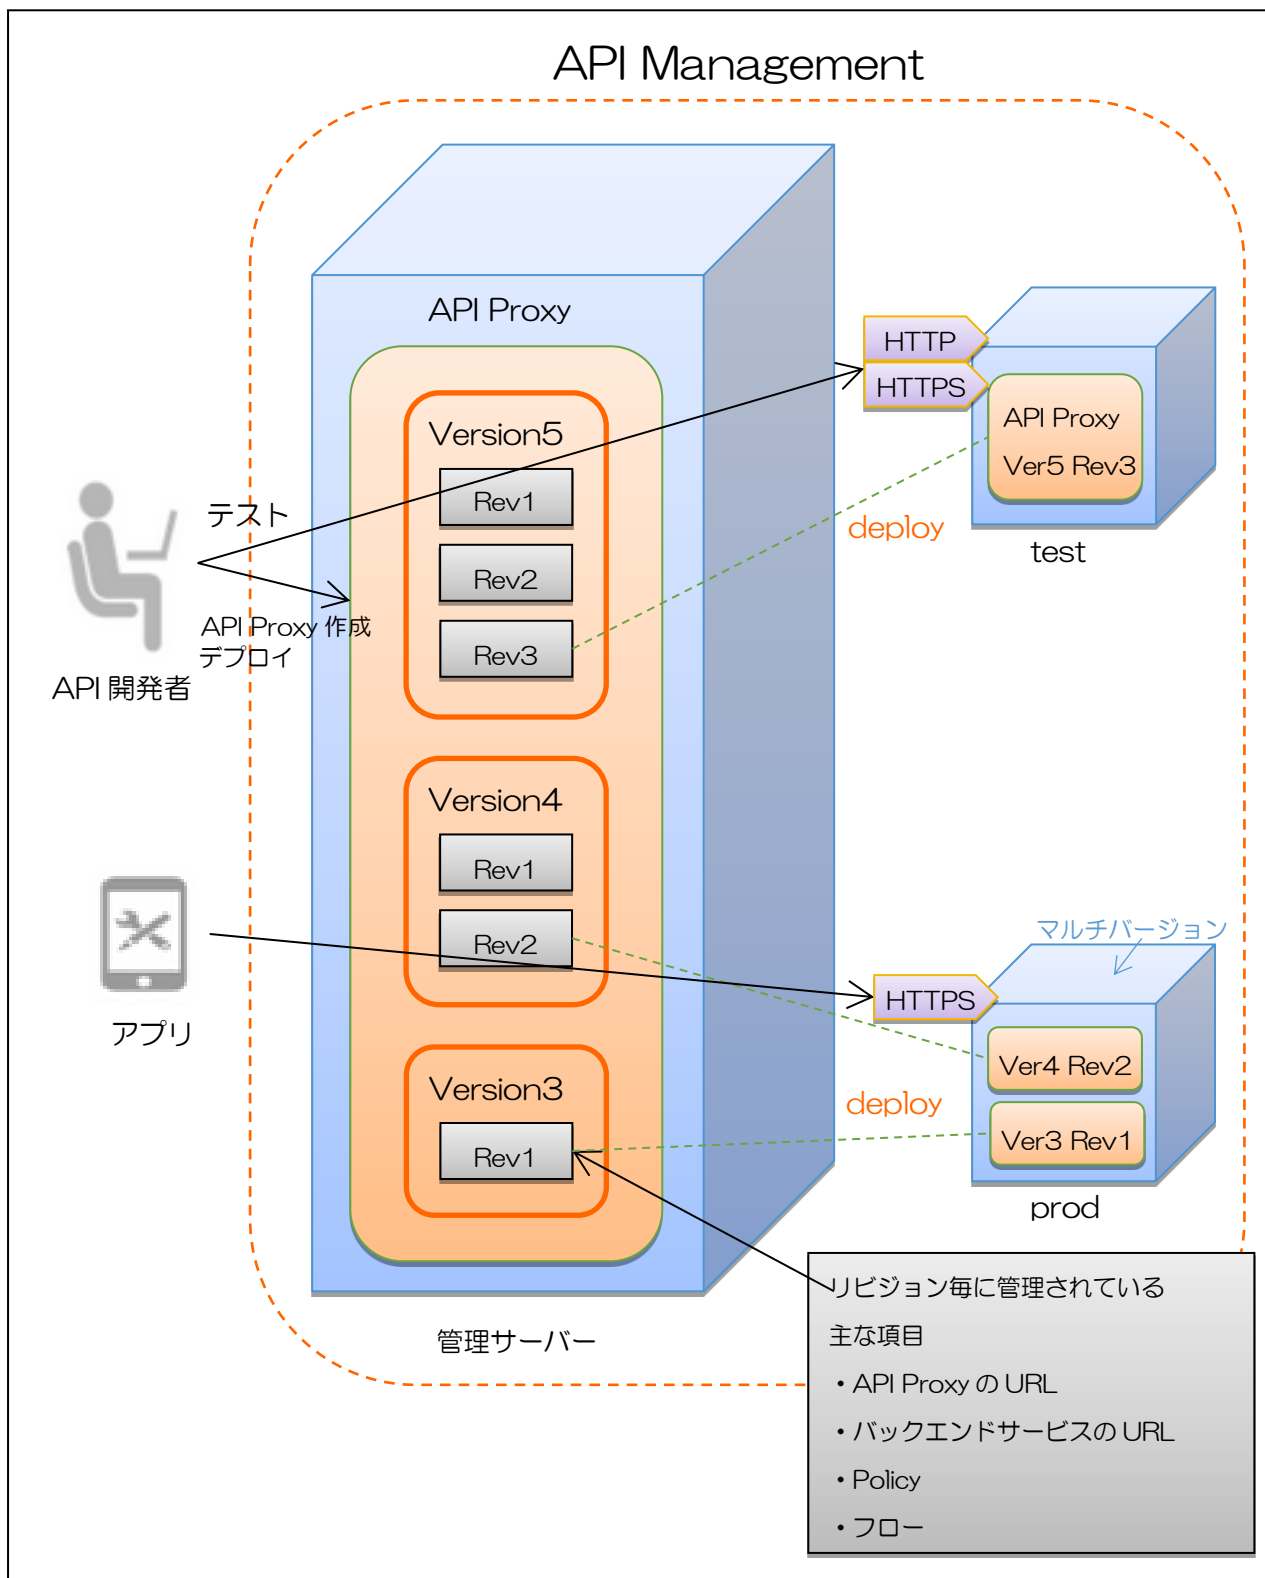 API Management
API Proxy
Version5
Rev1
Rev2
Rev3
Version4
Rev1
Rev2
Version3
Rev1
管理サーバー
テスト
API Proxy 作成
デプロイ
API 開発者
アプリ
HTTP
HTTPS
API Proxy
Ver5 Rev3
test
deploy
マルチバージョン
HTTPS
Ver4 Rev2
Ver3 Rev1
prod
deploy
リビジョン毎に管理されている
主な項目
・API Proxy の URL
・バックエンドサービスの URL
・Policy
・フロー